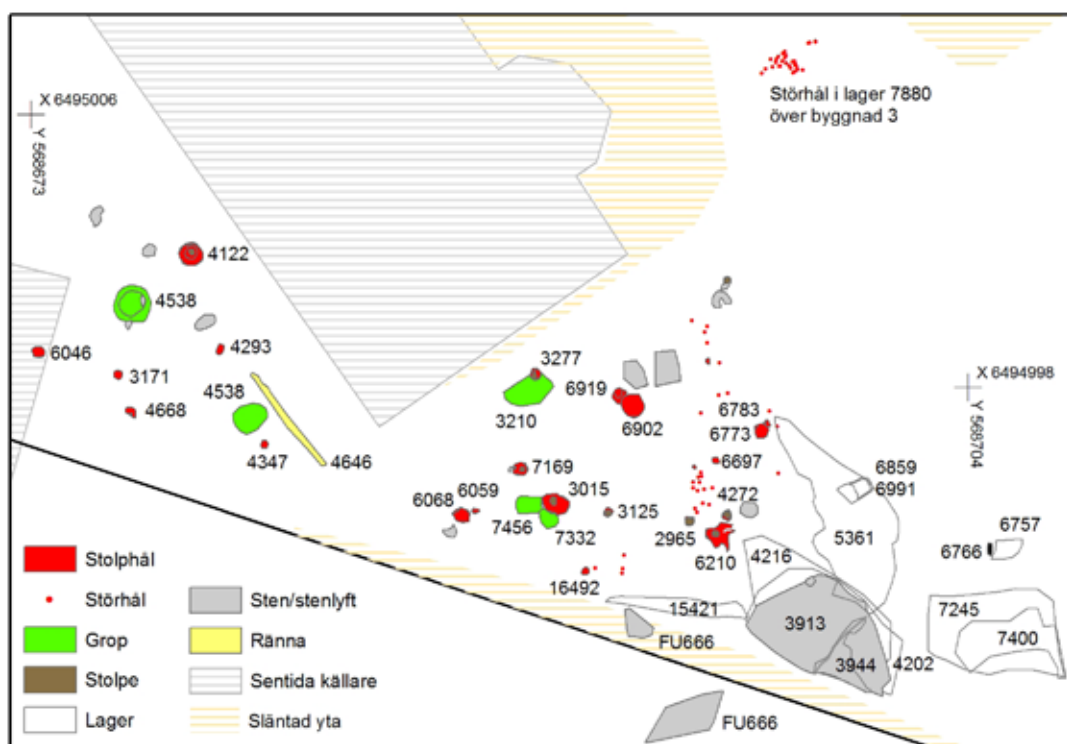 Störhål i lager 7880
över byggnad 3
X 6495006
Y 568673
4122
4538
6046
4293
3171
4538
4668
4347
4646
3277
6919
3210
6902
X 6494998
Y 568704
6783
6773
6697
7169
6859
6991
4272
6059
3015
6068
3125
7456
7332
2965
6210
4216
5361
6757
6766
16492
15421
7245
3913
7400
FU666
3944
4202
FU666
Stolphål
Störhål
Grop
Stolpe
Lager
Sten/stenlyft
Ränna
Sentida källare
Släntad yta